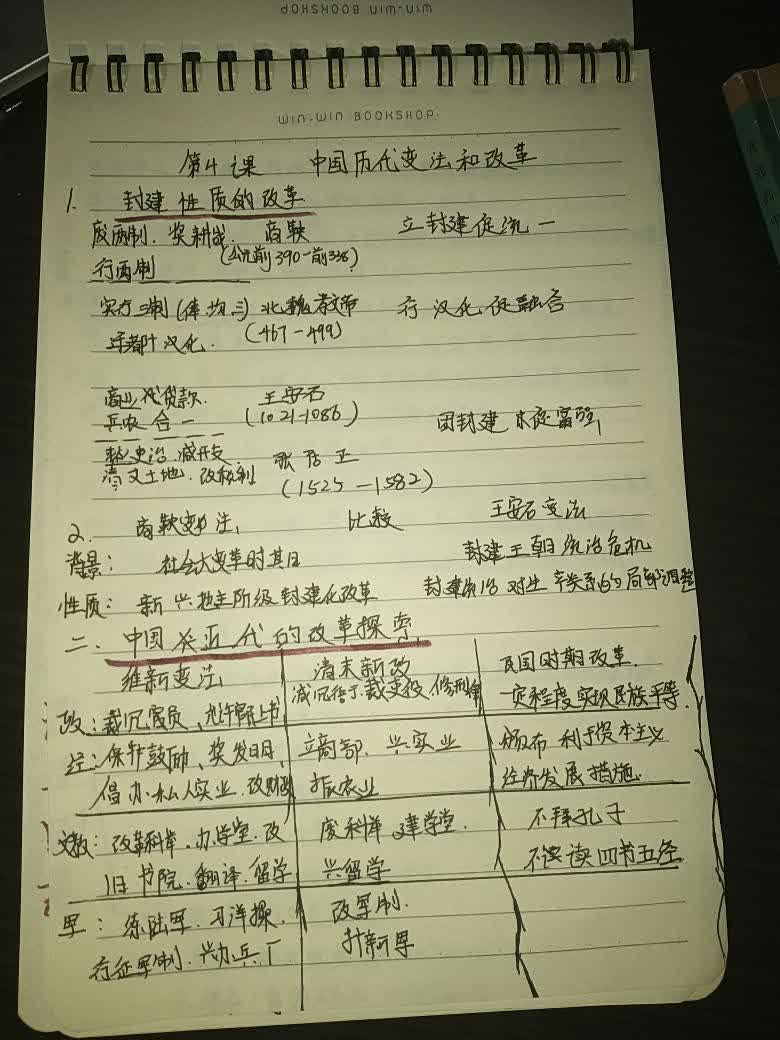 WIN-WIN BOOKSHOP
WIN-WIN BOOKSHOP
第4课 中国历代变法和改革
1. 封建性质的改革
废两制、奖耕战、商鞅 立封建促统一
行两制 (公元前390-前338)
实行三制(俸均三) 北魏孝文帝 行汉化促融合
迁都 汉化. (467-499)
商业 贷款. 王安石
兵农合一 (1021-1086) 固封建 求促富强
整吏治、减开支 张居正
清丈土地、改税利 (1525-1582)
2. 商鞅变法 比较 王安石变法
背景: 社会大变革时期 封建王朝统治危机
性质: 新兴地主阶级封建化改革 封建统治对生产关系的局部调整
二、中国近代的改革探索
维新变法 清末新政 民国时期改革.
减冗 裁 修刑律 一定程度实现民族平等.
政: 裁冗官员、允许 上书
经: 保护鼓励、奖发明 立商部、兴实业 颁布利于资本主义
倡办私人实业、改财政 振农业 经济发展措施.
文教: 改革科举、办学堂、改 废科举、建学堂. 不拜孔子
旧书院、翻译、留学 兴留学 不读四书五经
军: 练陆军、习洋操、 改军制.
行征军制、兴办兵厂 新军